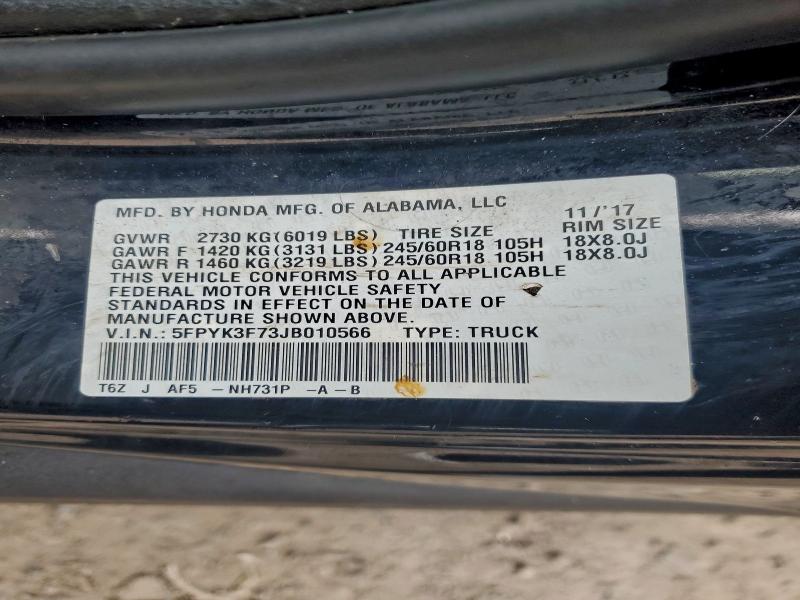 MFD. BY HONDA MFG. OF ALABAMA, LLC 11/'17
GVWR 2730 KG(6019 LBS) TIRE SIZE RIM SIZE
GAWR F 1420 KG(3131 LBS) 245/60R18 105H 18X8.0J
GAWR R 1460 KG(3219 LBS) 245/60R18 105H 18X8.0J
THIS VEHICLE CONFORMS TO ALL APPLICABLE
FEDERAL MOTOR VEHICLE SAFETY
STANDARDS IN EFFECT ON THE DATE OF
MANUFACTURE SHOWN ABOVE.
V.I.N.: 5FPYK3F73JB010566 TYPE: TRUCK
T6Z J AF5 -NH731P -A-B